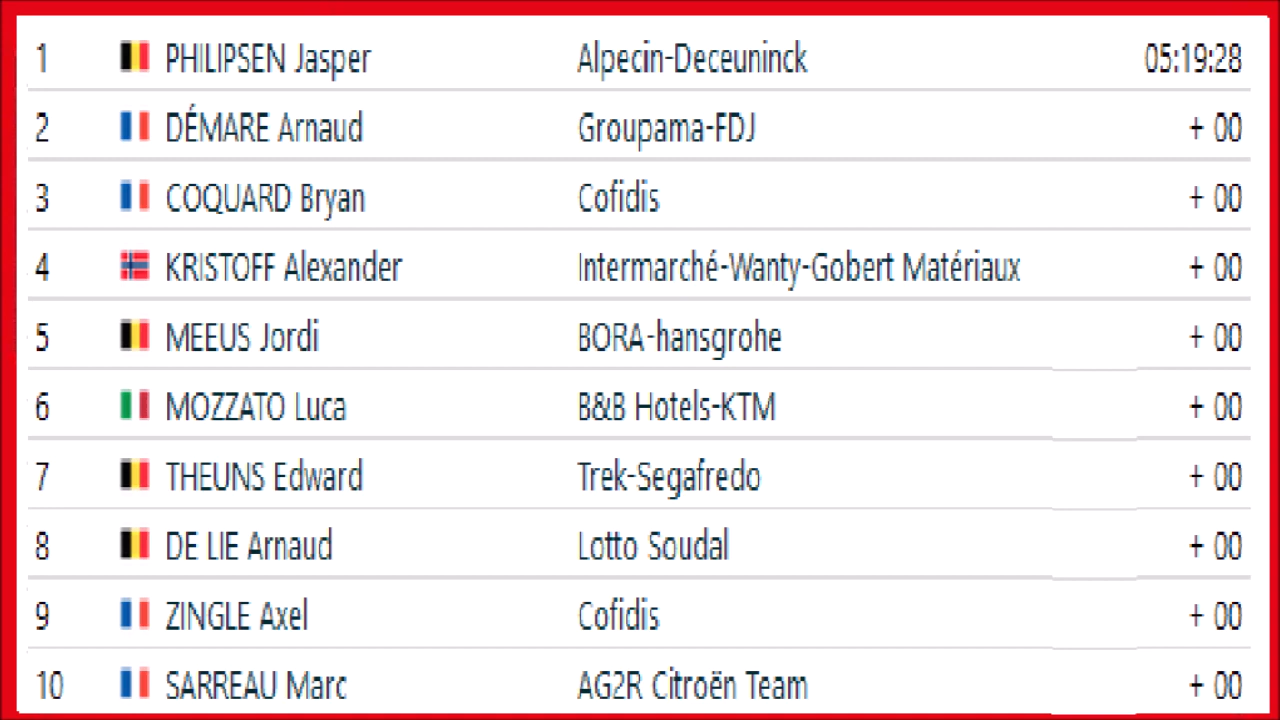 1 PHILIPSEN Jasper Alpecin-Deceuninck 05:19:28
2 DÉMARE Arnaud Groupama-FDJ + 00
3 COQUARD Bryan Cofidis + 00
4 KRISTOFF Alexander Intermarché-Wanty-Gobert Matériaux + 00
5 MEEUS Jordi BORA-hansgrohe + 00
6 MOZZATO Luca B&B Hotels-KTM + 00
7 THEUNS Edward Trek-Segafredo + 00
8 DE LIE Arnaud Lotto Soudal + 00
9 ZINGLE Axel Cofidis + 00
10 SARREAU Marc AG2R Citroën Team + 00